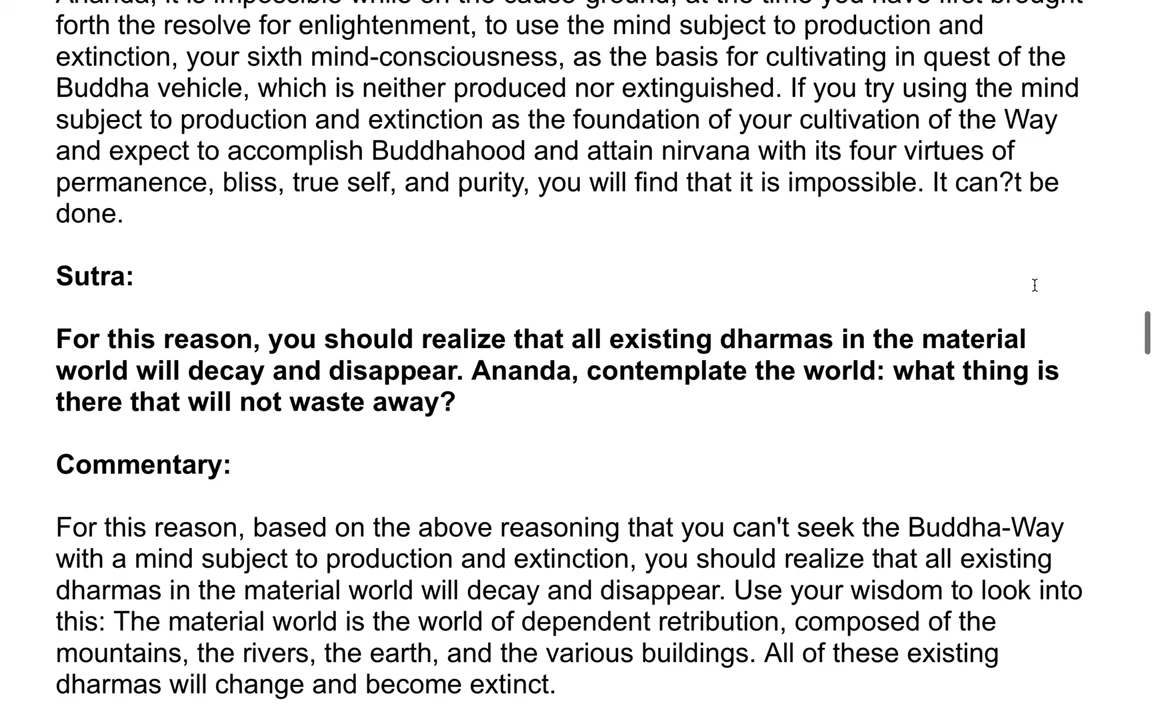 forth the resolve for enlightenment, to use the mind subject to production and
extinction, your sixth mind-consciousness, as the basis for cultivating in quest of the
Buddha vehicle, which is neither produced nor extinguished. If you try using the mind
subject to production and extinction as the foundation of your cultivation of the Way
and expect to accomplish Buddhahood and attain nirvana with its four virtues of
permanence, bliss, true self, and purity, you will find that it is impossible. It can?t be
done.
Sutra:
For this reason, you should realize that all existing dharmas in the material
world will decay and disappear. Ananda, contemplate the world: what thing is
there that will not waste away?
Commentary:
For this reason, based on the above reasoning that you can't seek the Buddha-Way
with a mind subject to production and extinction, you should realize that all existing
dharmas in the material world will decay and disappear. Use your wisdom to look into
this: The material world is the world of dependent retribution, composed of the
mountains, the rivers, the earth, and the various buildings. All of these existing
dharmas will change and become extinct.